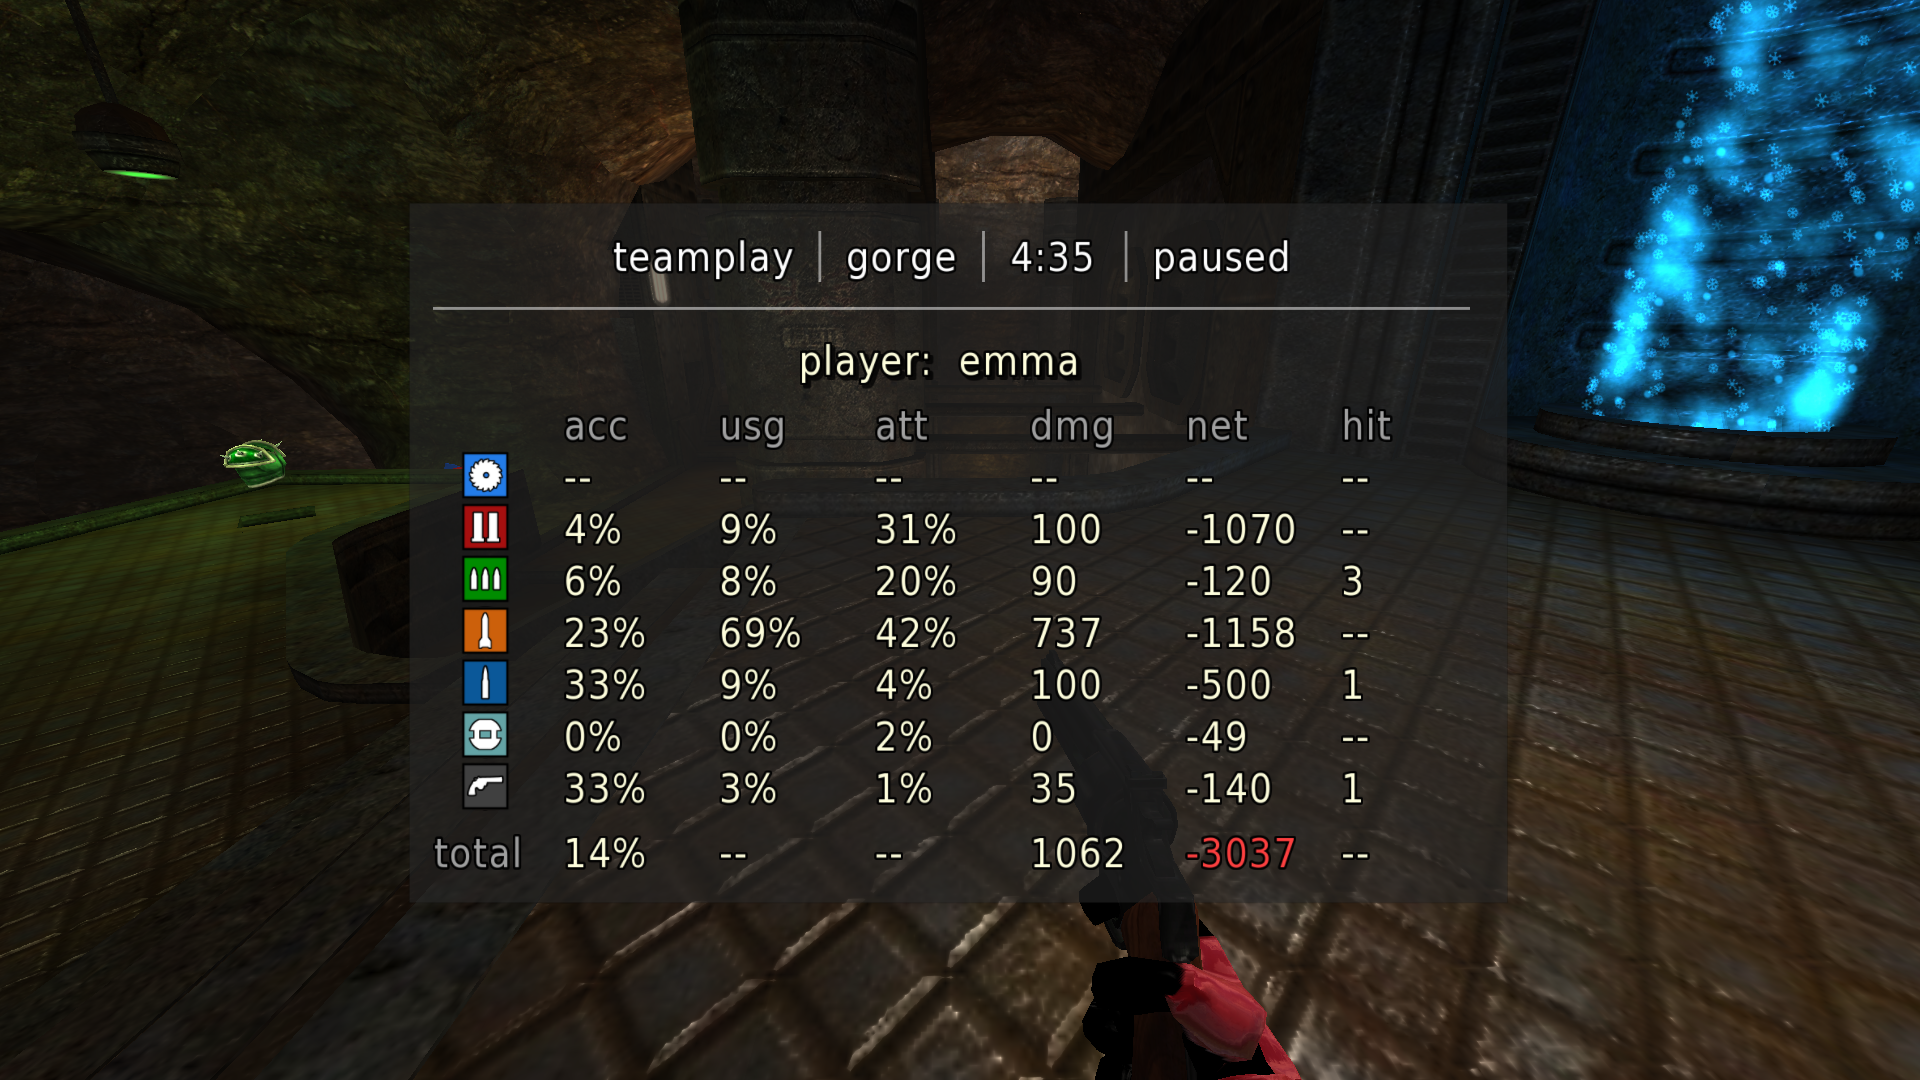 teamplay | gorge | 4:35 | paused
player: emma
acc usg att dmg net hit
-- -- -- -- -- --
4% 9% 31% 100 -1070 --
6% 8% 20% 90 -120 3
23% 69% 42% 737 -1158 --
33% 9% 4% 100 -500 1
0% 0% 2% 0 -49 --
33% 3% 1% 35 -140 1
total 14% -- -- 1062 -3037 --